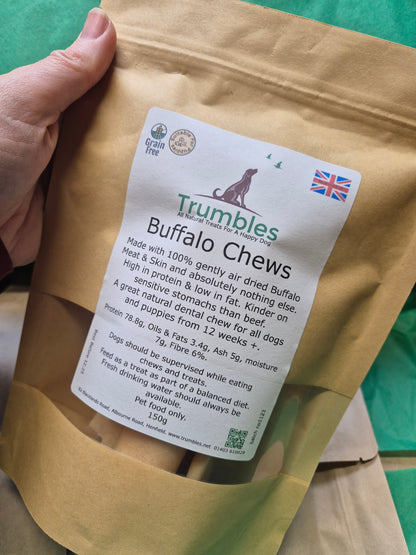 Grain
Free
Trumbles
All Natural Treats For A Happy Dog
Buffalo Chews
Made with 100% gently air dried Buffalo
Meat & Skin and absolutely nothing else.
High in protein & low in fat. Kinder on
sensitive stomachs than beef.
A great natural dental chew for all dogs
and puppies from 12 weeks +.
Protein 78.8g, Oils & Fats 3.4g, Ash 5g, moisture
7g, Fibre 6%.
Dogs should be supervised while eating
chews and treats.
Feed as a treat as part of a balanced diet.
Fresh drinking water should always be
available.
Pet food only.
150g
Albourne Road, Henfield, www.trumbles.net